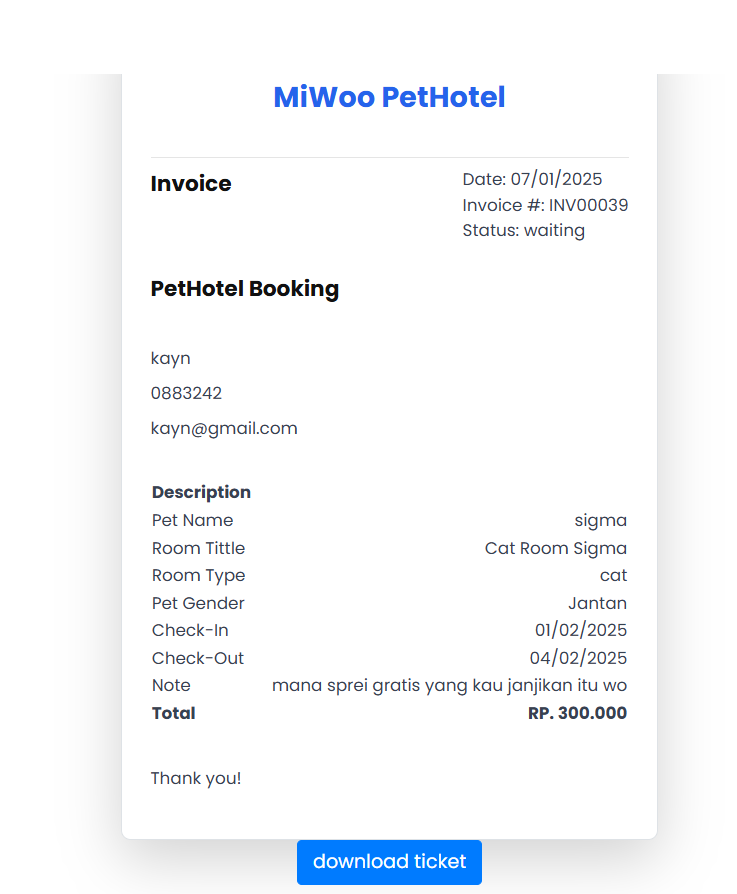 MiWoo PetHotel
Invoice
Date: 07/01/2025
Invoice #: INV00039
Status: waiting
PetHotel Booking
kayn
0883242
kayn@gmail.com
Description
Pet Name sigma
Room Tittle Cat Room Sigma
Room Type cat
Pet Gender Jantan
Check-In 01/02/2025
Check-Out 04/02/2025
Note mana sprei gratis yang kau janjikan itu wo
Total RP. 300.000
Thank you!
download ticket